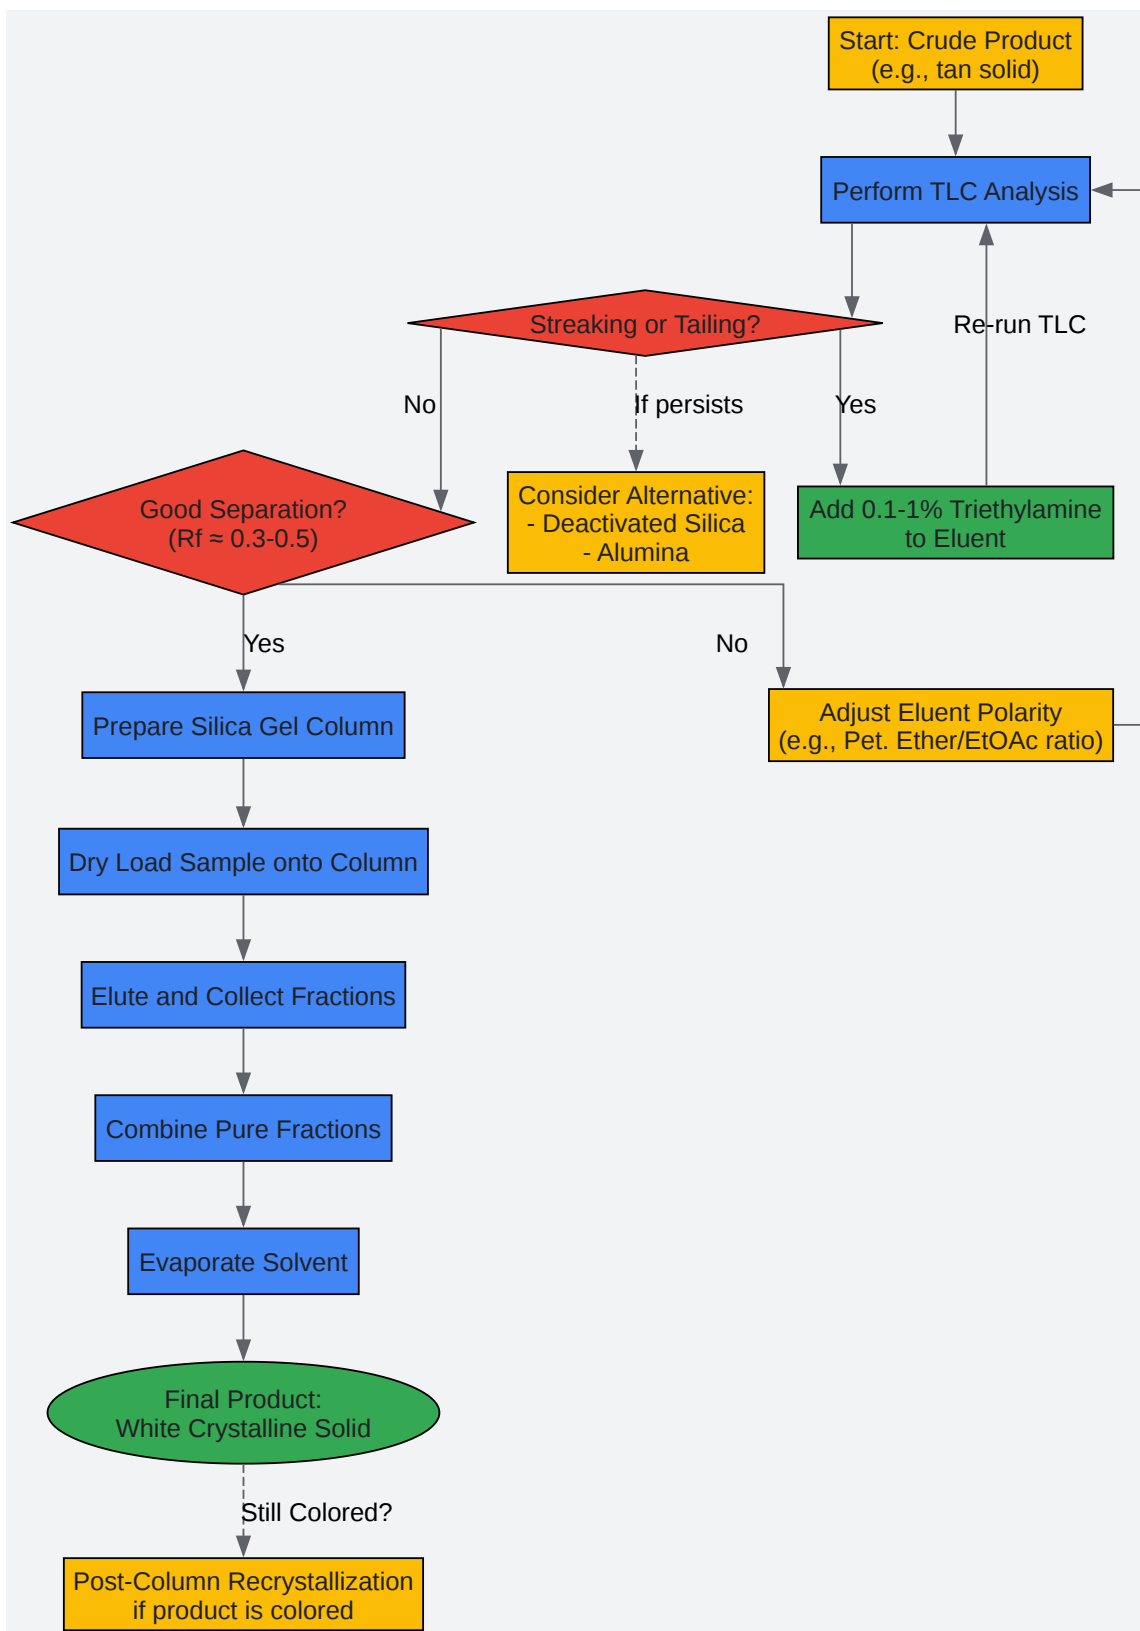 Start: Crude Product
(e.g., tan solid)
Perform TLC Analysis
Streaking or Tailing?
Re-run TLC
No
If persists
Yes
Good Separation?
(Rf ≈ 0.3-0.5)
Consider Alternative:
- Deactivated Silica
- Alumina
Add 0.1-1% Triethylamine
to Eluent
Yes
No
Prepare Silica Gel Column
Adjust Eluent Polarity
(e.g., Pet. Ether/EtOAc ratio)
Dry Load Sample onto Column
Elute and Collect Fractions
Combine Pure Fractions
Evaporate Solvent
Final Product:
White Crystalline Solid
Still Colored?
Post-Column Recrystallization
if product is colored